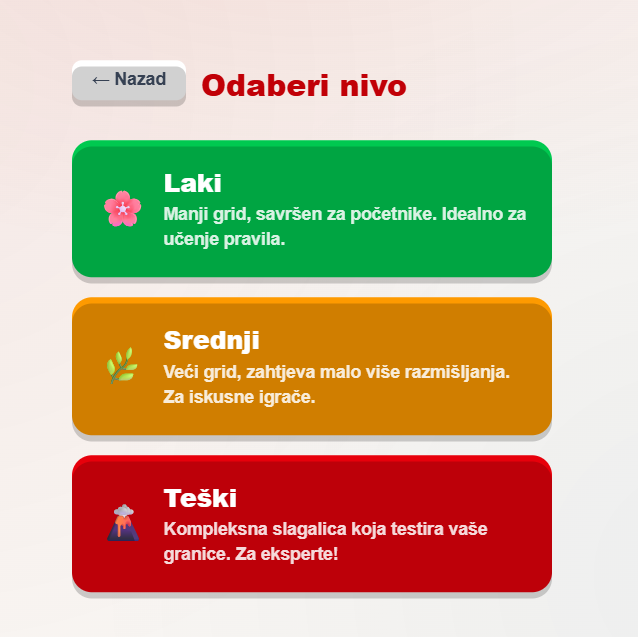 ← Nazad
Odaberi nivo
Laki
Manji grid, savršen za početnike. Idealno za
učenje pravila.
Srednji
Veći grid, zahtjeva malo više razmišljanja.
Za iskusne igrače.
Teški
Kompleksna slagalica koja testira vaše
granice. Za eksperte!